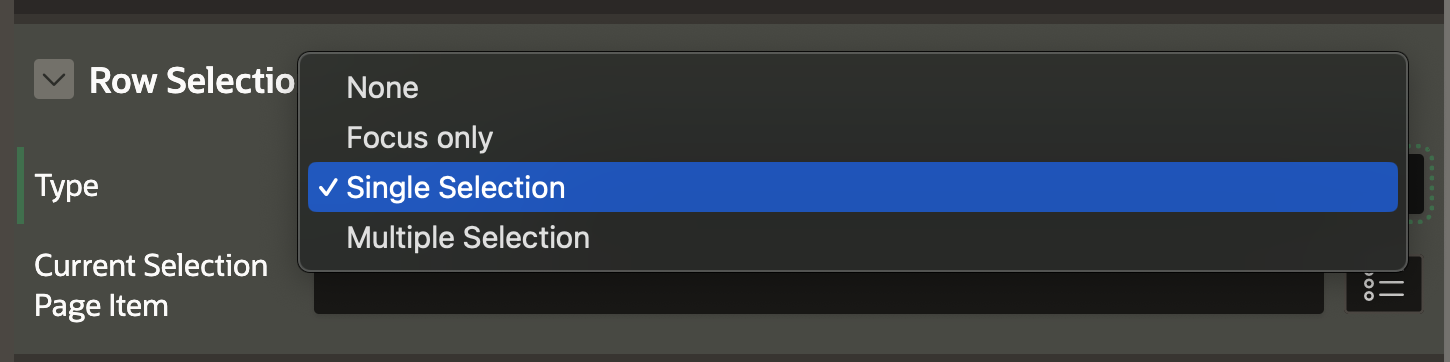 Row Selectio
None
Focus only
Type
✓ Single Selection
Multiple Selection
Current Selection
Page Item